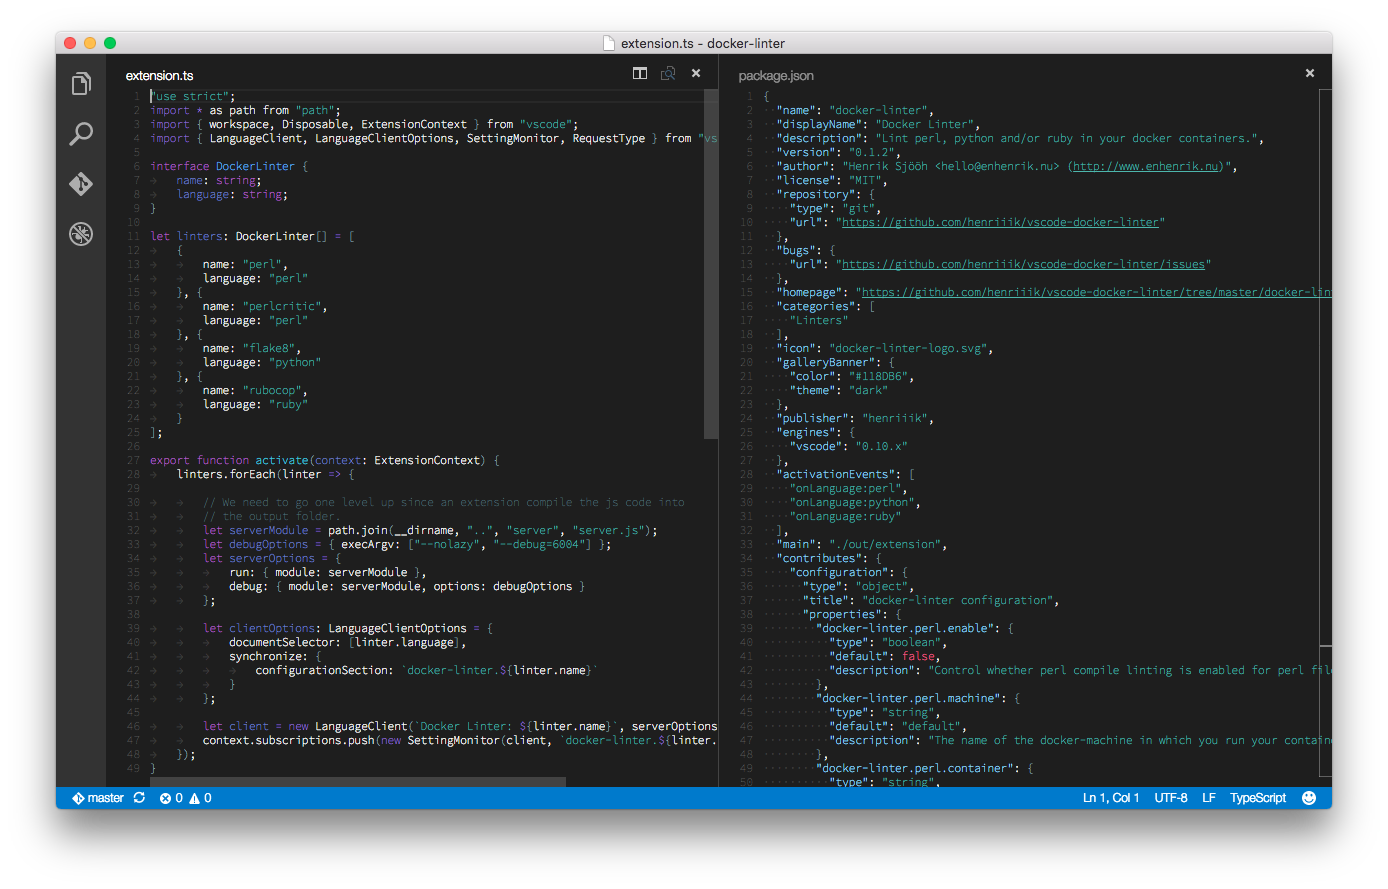 extension.ts - docker-linter
extension.ts
1 "use strict";
2 import * as path from "path";
3 import { workspace, Disposable, ExtensionContext } from "vscode";
4 import { LanguageClient, LanguageClientOptions, SettingMonitor, RequestType } from "vs
5
6 interface DockerLinter {
7 name: string;
8 language: string;
9 }
10
11 let linters: DockerLinter[] = [
12 {
13 name: "perl",
14 language: "perl"
15 }, {
16 name: "perlcritic",
17 language: "perl"
18 }, {
19 name: "flake8",
20 language: "python"
21 }, {
22 name: "rubocop",
23 language: "ruby"
24 }
25 ];
26
27 export function activate(context: ExtensionContext) {
28 linters.forEach(linter => {
29
30 // We need to go one level up since an extension compile the js code into
31 // the output folder.
32 let serverModule = path.join(__dirname, "..", "server", "server.js");
33 let debugOptions = { execArgv: ["--nolazy", "--debug=6004"] };
34 let serverOptions = {
35 run: { module: serverModule },
36 debug: { module: serverModule, options: debugOptions }
37 };
38
39 let clientOptions: LanguageClientOptions = {
40 documentSelector: [linter.language],
41 synchronize: {
42 configurationSection: `docker-linter.${linter.name}`
43 }
44 };
45
46 let client = new LanguageClient(`Docker Linter: ${linter.name}`, serverOptions
47 context.subscriptions.push(new SettingMonitor(client, `docker-linter.${linter.
48 });
49 }
package.json
1 {
2 "name": "docker-linter",
3 "displayName": "Docker Linter",
4 "description": "Lint perl, python and/or ruby in your docker containers.",
5 "version": "0.1.2",
6 "author": "Henrik Sjööh <hello@enhenrik.nu> (http://www.enhenrik.nu)",
7 "license": "MIT",
8 "repository": {
9 "type": "git",
10 "url": "https://github.com/henriiik/vscode-docker-linter"
11 },
12 "bugs": {
13 "url": "https://github.com/henriiik/vscode-docker-linter/issues"
14 },
15 "homepage": "https://github.com/henriiik/vscode-docker-linter/tree/master/docker-lin
16 "categories": [
17 "Linters"
18 ],
19 "icon": "docker-linter-logo.svg",
20 "galleryBanner": {
21 "color": "#118DB6",
22 "theme": "dark"
23 },
24 "publisher": "henriiik",
25 "engines": {
26 "vscode": "0.10.x"
27 },
28 "activationEvents": [
29 "onLanguage:perl",
30 "onLanguage:python",
31 "onLanguage:ruby"
32 ],
33 "main": "./out/extension",
34 "contributes": {
35 "configuration": {
36 "type": "object",
37 "title": "docker-linter configuration",
38 "properties": {
39 "docker-linter.perl.enable": {
40 "type": "boolean",
41 "default": false,
42 "description": "Control whether perl compile linting is enabled for perl fil
43 },
44 "docker-linter.perl.machine": {
45 "type": "string",
46 "default": "default",
47 "description": "The name of the docker-machine in which you run your contain
48 },
49 "docker-linter.perl.container": {
50 "type": "string",
master 0 0 Ln 1, Col 1 UTF-8 LF TypeScript